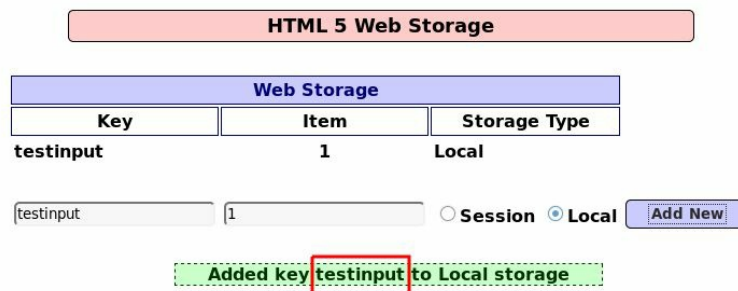 HTML 5 Web Storage
Web Storage
Key Item Storage Type
testinput 1 Local
testinput 1 Session Local Add New
Added key testinput to Local storage